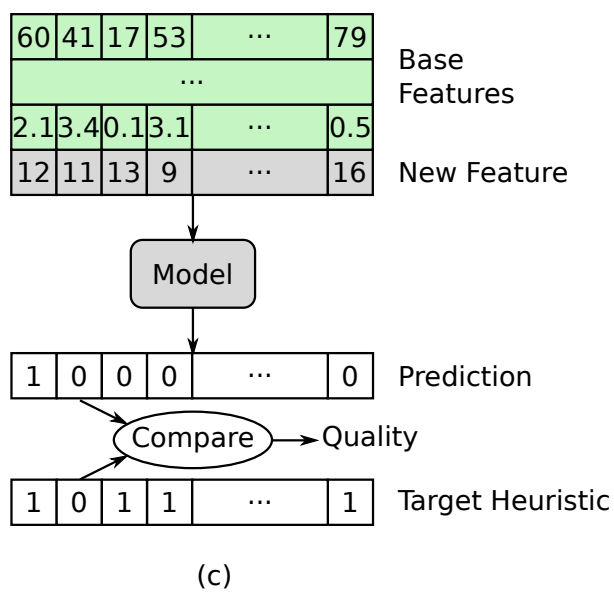 60 41 17 53 ... 79
Base
Features
...
2.1 3.4 0.1 3.1 ... 0.5
12 11 13 9 ... 16 New Feature
Model
1 0 0 0 ... 0 Prediction
Compare Quality
1 0 1 1 ... 1 Target Heuristic
(c)